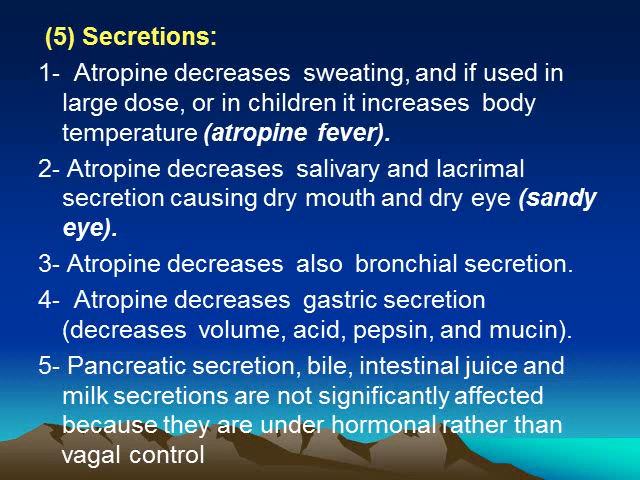 (5) Secretions:
1- Atropine decreases sweating, and if used in
large dose, or in children it increases body
temperature (atropine fever).
2- Atropine decreases salivary and lacrimal
secretion causing dry mouth and dry eye (sandy
eye).
3- Atropine decreases also bronchial secretion.
4- Atropine decreases gastric secretion
(decreases volume, acid, pepsin, and mucin).
5- Pancreatic secretion, bile, intestinal juice and
milk secretions are not significantly affected
because they are under hormonal rather than
vagal control